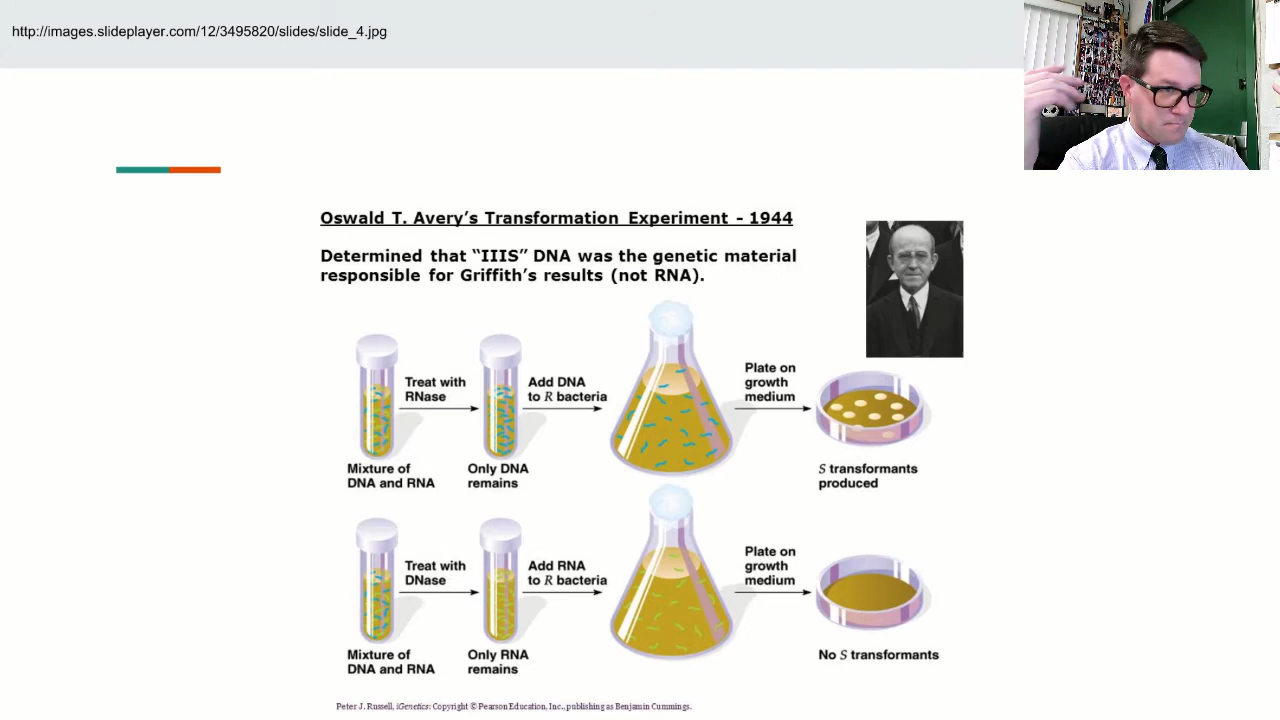 http://images.slideplayer.com/12/3495820/slides/slide_4.jpg
Oswald T. Avery's Transformation Experiment - 1944
Determined that “IIIS” DNA was the genetic material
responsible for Griffith's results (not RNA).
Treat with
RNase
Add DNA
to R bacteria
Plate on
growth
medium
Mixture of
DNA and RNA
Only DNA
remains
S transformants
produced
Treat with
DNase
Add RNA
to R bacteria
Plate on
growth
medium
Mixture of
DNA and RNA
Only RNA
remains
No S transformants
Peter J. Russell, iGenetics: Copyright © Pearson Education, Inc., publishing as Benjamin Cummings.